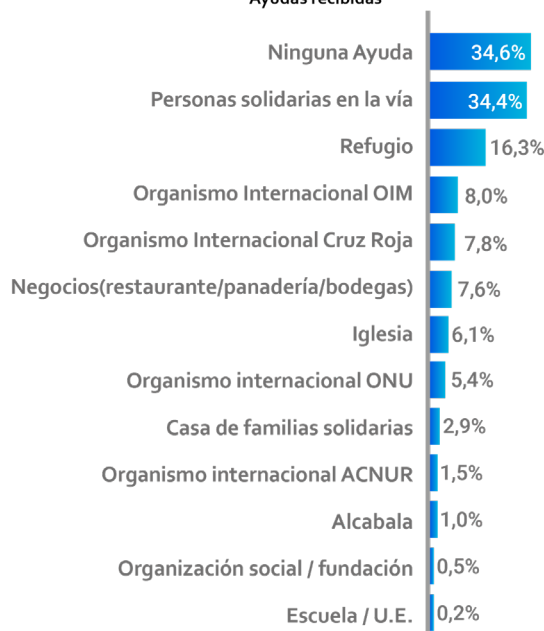 Ayudas recibidas
Ninguna Ayuda 34,6%
Personas solidarias en la vía 34,4%
Refugio 16,3%
Organismo Internacional OIM 8,0%
Organismo Internacional Cruz Roja 7,8%
Negocios(restaurante/panadería/bodegas) 7,6%
Iglesia 6,1%
Organismo internacional ONU 5,4%
Casa de familias solidarias 2,9%
Organismo internacional ACNUR 1,5%
Alcabala 1,0%
Organización social / fundación 0,5%
Escuela / U.E. 0,2%